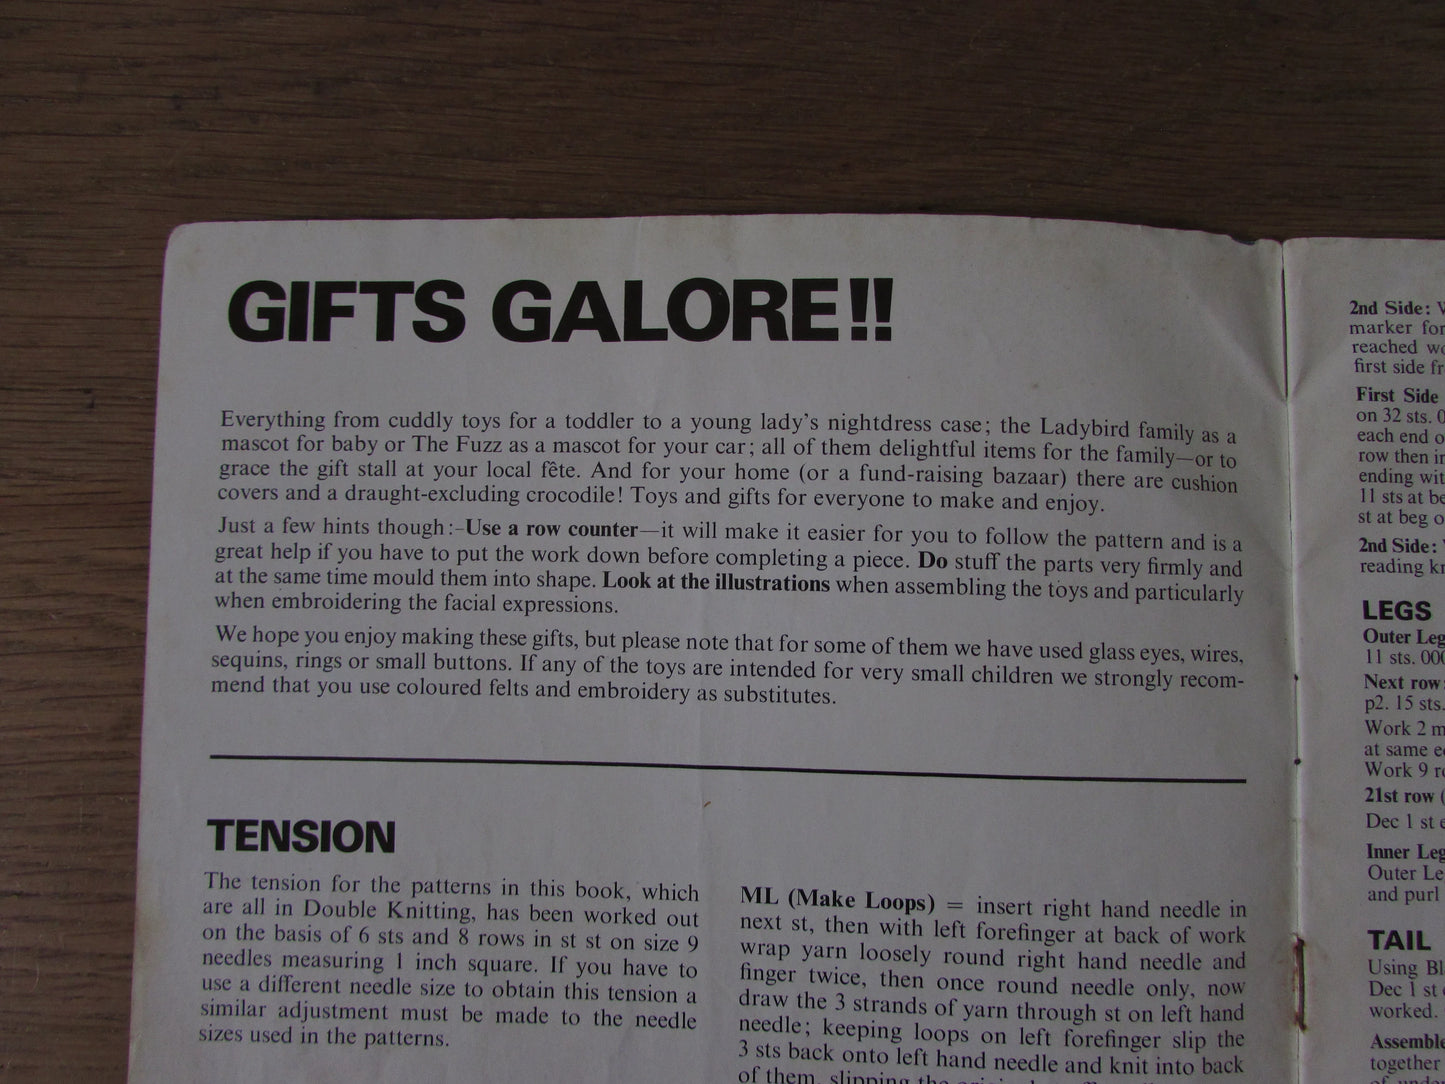 GIFTS GALORE!!
Everything from cuddly toys for a toddler to a young lady's nightdress case; the Ladybird family as a
mascot for baby or The Fuzz as a mascot for your car; all of them delightful items for the family—or to
grace the gift stall at your local fête. And for your home (or a fund-raising bazaar) there are cushion
covers and a draught-excluding crocodile! Toys and gifts for everyone to make and enjoy.
Just a few hints though:–Use a row counter—it will make it easier for you to follow the pattern and is a
great help if you have to put the work down before completing a piece. Do stuff the parts very firmly and
at the same time mould them into shape. Look at the illustrations when assembling the toys and particularly
when embroidering the facial expressions.
We hope you enjoy making these gifts, but please note that for some of them we have used glass eyes, wires,
sequins, rings or small buttons. If any of the toys are intended for very small children we strongly recom-
mend that you use coloured felts and embroidery as substitutes.
TENSION
The tension for the patterns in this book, which
are all in Double Knitting, has been worked out
on the basis of 6 sts and 8 rows in st st on size 9
needles measuring 1 inch square. If you have to
use a different needle size to obtain this tension a
similar adjustment must be made to the needle
sizes used in the patterns.
ML (Make Loops) = insert right hand needle in
next st, then with left forefinger at back of work
wrap yarn loosely round right hand needle and
finger twice, then once round needle only, now
draw the 3 strands of yarn through st on left hand
needle; keeping loops on left forefinger slip the
3 sts back onto left hand needle and knit into back
of them, slipping the
2nd Side:
marker for
reached
first side
First Side
on 32 sts.
each end
row then
ending
11 sts at
st at beg
2nd Side:
reading
LEGS
Outer Leg
11 sts.
Next row:
p2. 15 sts.
Work 2
at same
Work 9
21st row
Dec 1 st
Inner Leg
Outer
and purl
TAIL
Using
Dec 1 st
worked.
Assemble
together